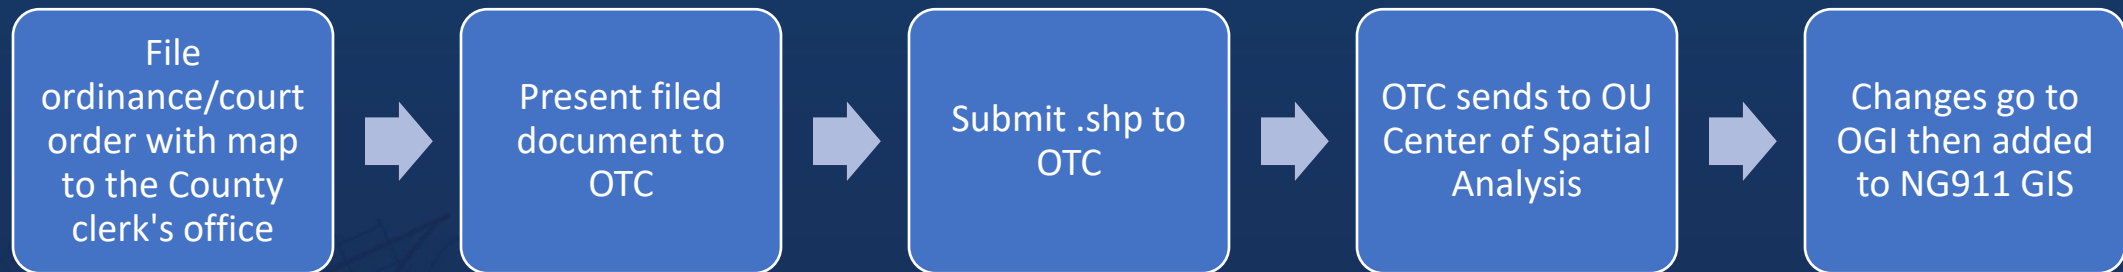 File
ordinance/court
order with map
to the County
clerk's office
Present filed
document to
OTC
Submit .shp to
OTC
OTC sends to OU
Center of Spatial
Analysis
Changes go to
OGI then added
to NG911 GIS